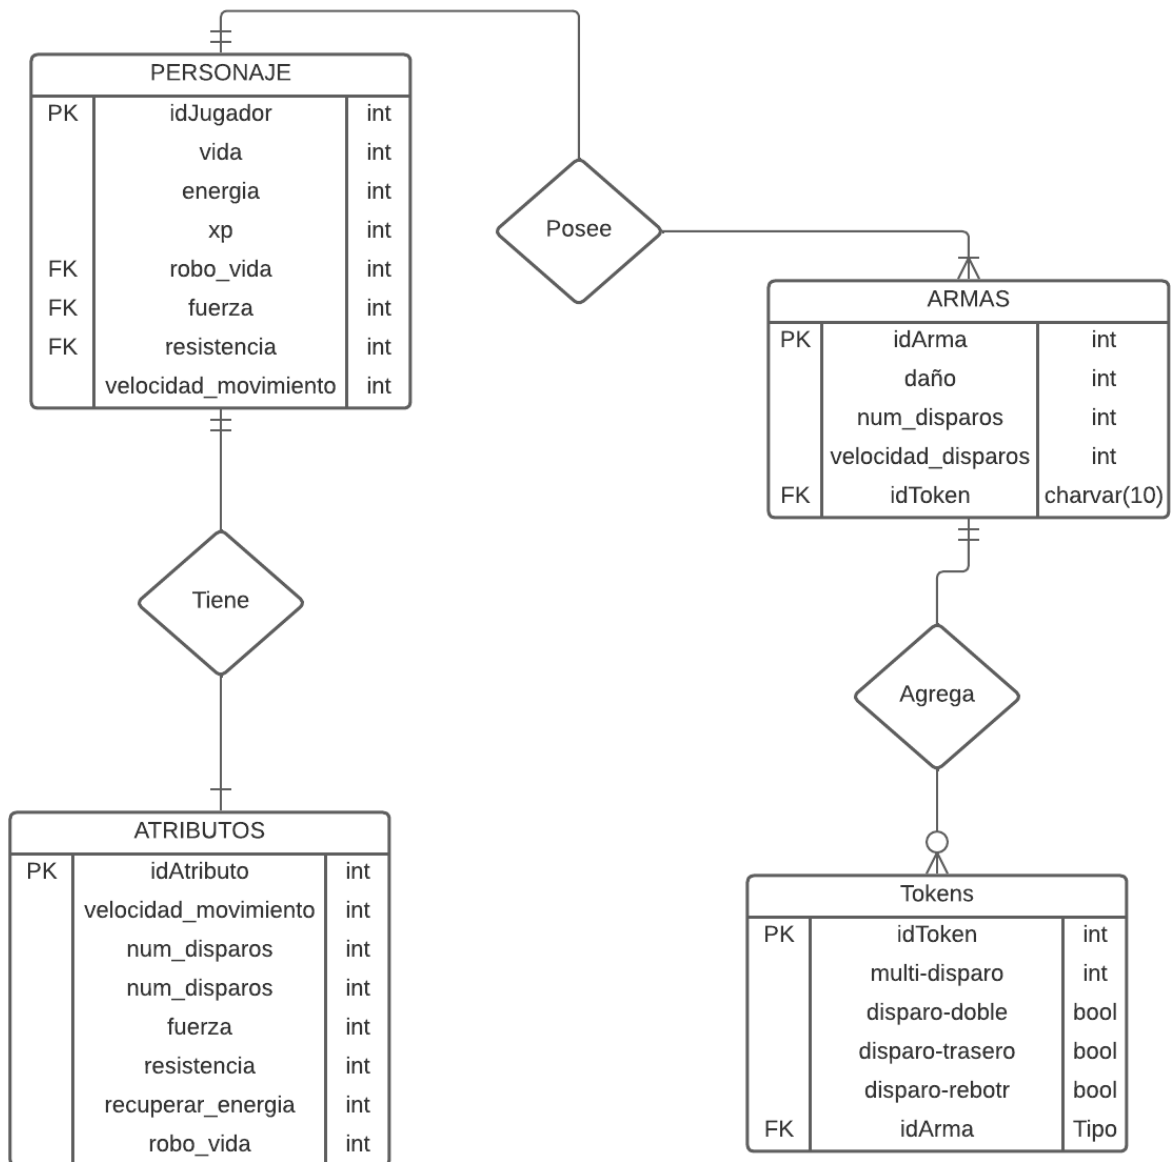 PERSONAJE
PK idJugador int
vida int
energia int
xp int
FK robo_vida int
FK fuerza int
FK resistencia int
velocidad_movimiento int
Posee
ARMAS
PK idArma int
daño int
num_disparos int
velocidad_disparos int
FK idToken charvar(10)
Tiene
Agrega
ATRIBUTOS
PK idAtributo int
velocidad_movimiento int
num_disparos int
num_disparos int
fuerza int
resistencia int
recuperar_energia int
robo_vida int
Tokens
PK idToken int
multi-disparo int
disparo-doble bool
disparo-trasero bool
disparo-rebotr bool
FK idArma Tipo